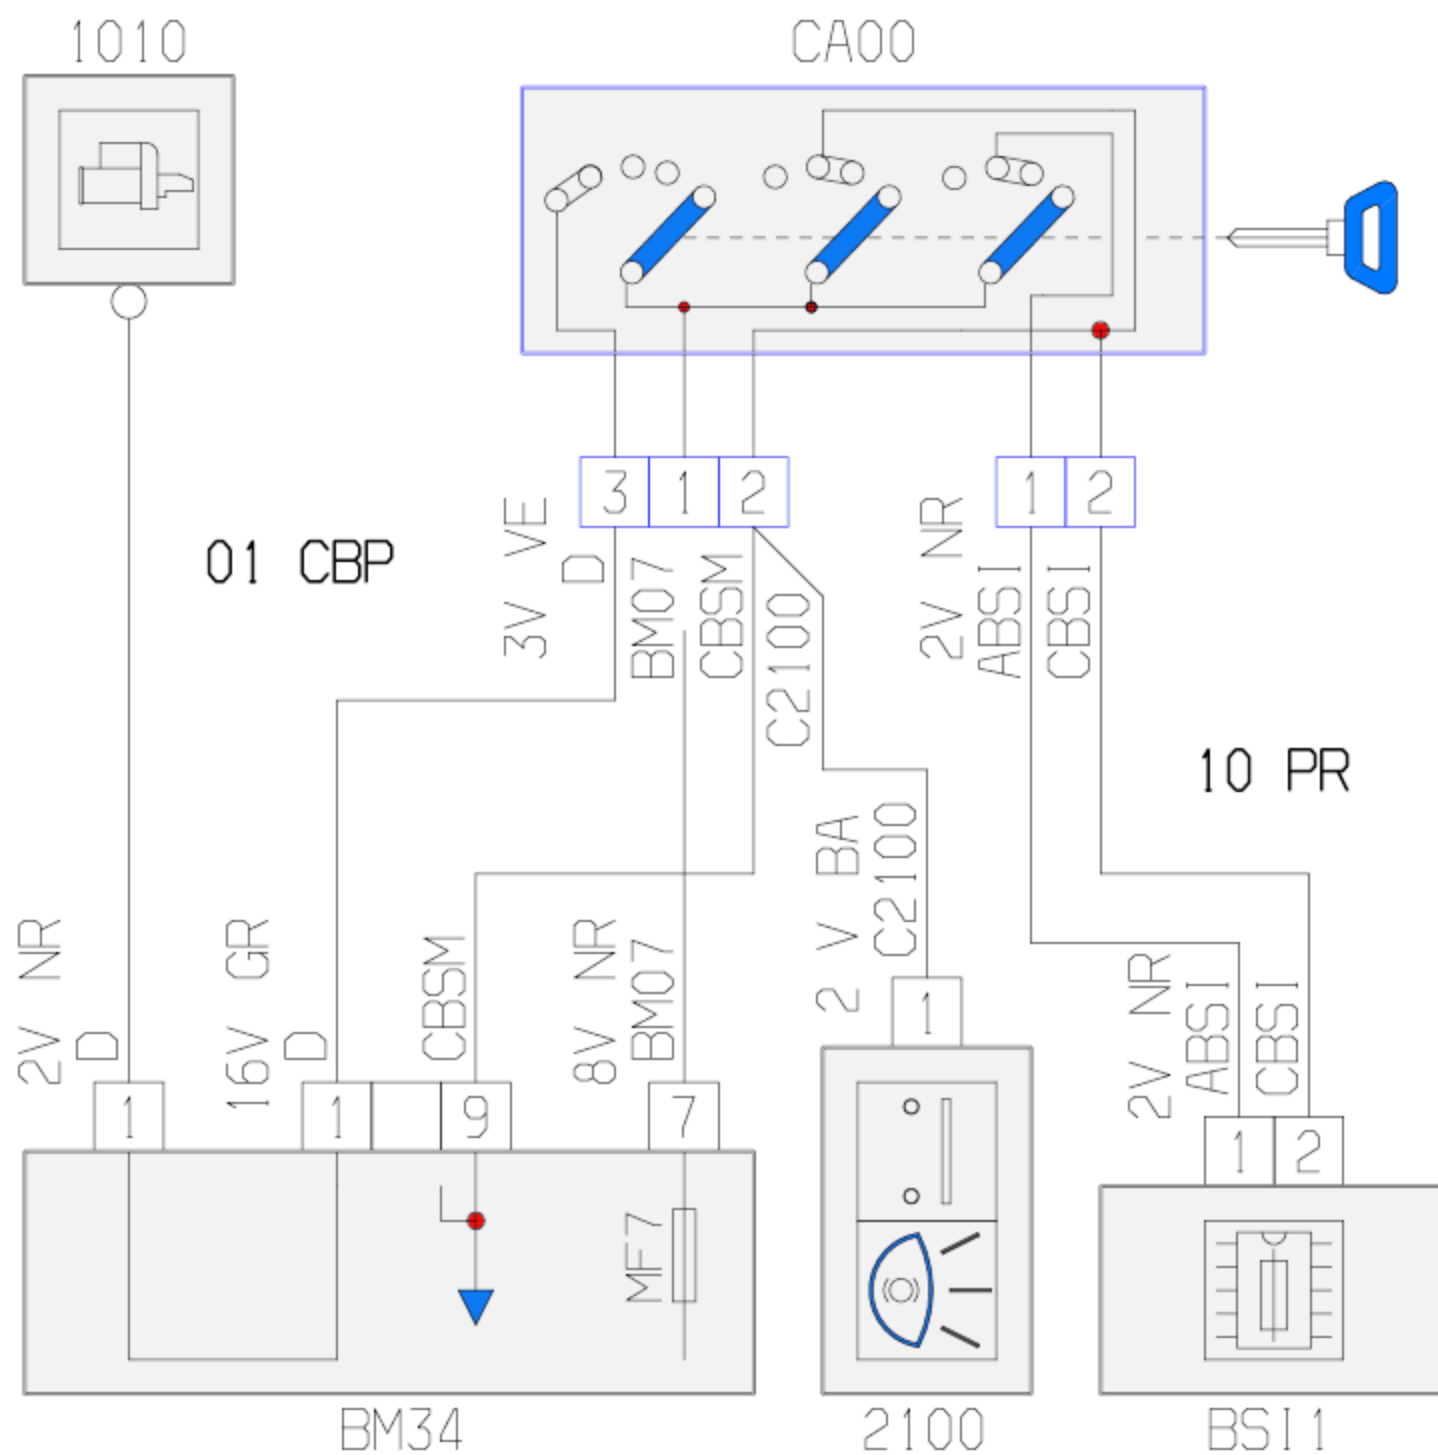 1010
CA00
3
1
2
1
2
3V VE
D
BM07
CBSM
C2100
2V NR
ABSI
CBSI
01 CBP
10 PR
2V NR
D
16V GR
D
CBSM
8V NR
BM07
2 V BA
C2100
2V NR
ABSI
CBSI
1
1
9
7
1
1
2
MF7
BM34
2100
BSI1